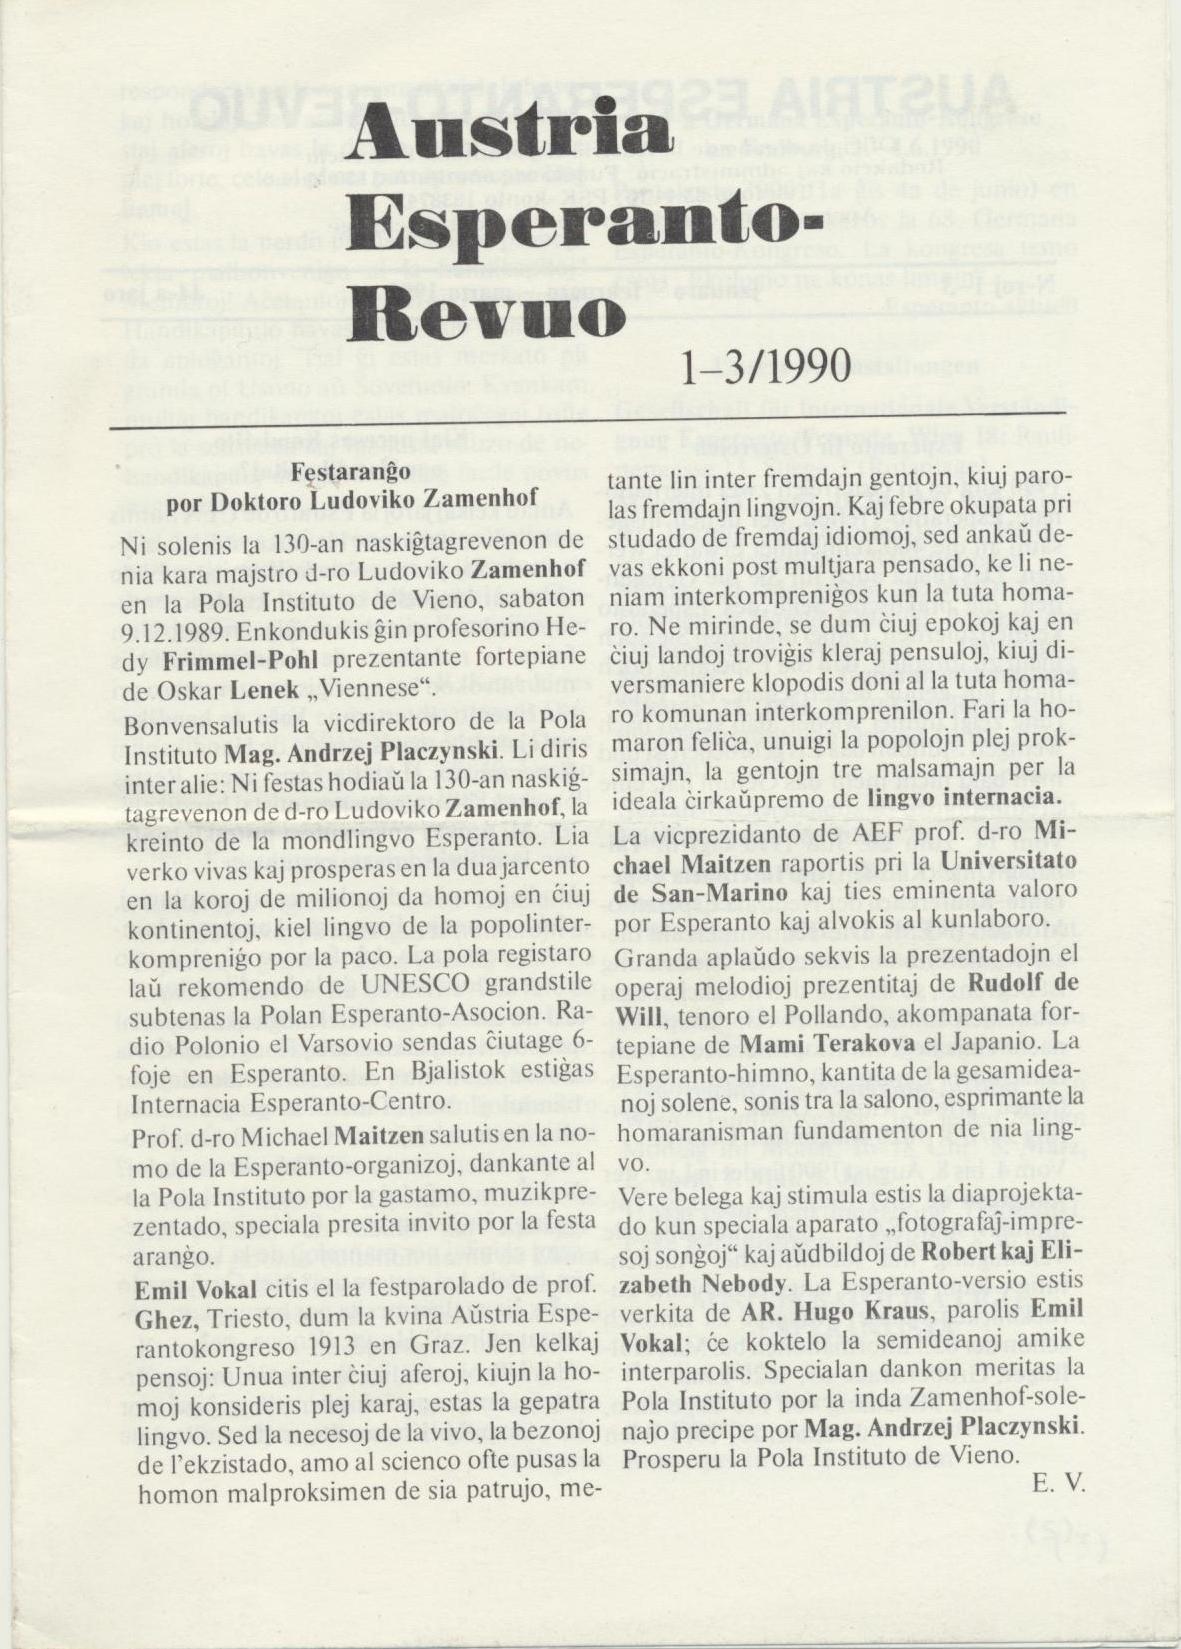 Austria
Esperanto-
Revuo
1–3/1990
Festaranĝo
por Doktoro Ludoviko Zamenhof
Ni solenis la 130-an naskiĝtagrevenon de
nia kara majstro d-ro Ludoviko Zamenhof
en la Pola Instituto de Vieno, sabaton
9.12.1989. Enkondukis ĝin profesorino He-
dy Frimmel-Pohl prezentante fortepiane
de Oskar Lenek „Viennese“.
Bonvensalutis la vicdirektoro de la Pola
Instituto Mag. Andrzej Placzynski. Li diris
inter alie: Ni festas hodiaŭ la 130-an naskiĝ-
tagrevenon de d-ro Ludoviko Zamenhof, la
kreinto de la mondlingvo Esperanto. Lia
verko vivas kaj prosperas en la dua jarcento
en la koroj de milionoj da homoj en ĉiuj
kontinentoj, kiel lingvo de la popolinter-
kompreniĝo por la paco. La pola registaro
laŭ rekomendo de UNESCO grandstile
subtenas la Polan Esperanto-Asocion. Ra-
dio Polonio el Varsovio sendas ĉiutage 6-
foje en Esperanto. En Bjalistok estiĝas
Internacia Esperanto-Centro.
Prof. d-ro Michael Maitzen salutis en la no-
mo de la Esperanto-organizoj, dankante al
la Pola Instituto por la gastamo, muzikpre-
zentado, speciala presita invito por la festa
aranĝo.
Emil Vokal citis el la festparolado de prof.
Ghez, Triesto, dum la kvina Aŭstria Espe-
rantokongreso 1913 en Graz. Jen kelkaj
pensoj: Unua inter ĉiuj aferoj, kiujn la ho-
moj konsideris plej karaj, estas la gepatra
lingvo. Sed la necesoj de la vivo, la bezonoj
de l’ekzistado, amo al scienco ofte pusas la
homon malproksimen de sia patrujo, me-
tante lin inter fremdajn gentojn, kiuj paro-
las fremdajn lingvojn. Kaj febre okupata pri
studado de fremdaj idiomoj, sed ankaŭ de-
vas ekkoni post multjara pensado, ke li ne-
niam interkompreniĝos kun la tuta homa-
ro. Ne mirinde, se dum ĉiuj epokoj kaj en
ĉiuj landoj troviĝis kleraj pensuloj, kiuj di-
versmaniere klopodis doni al la tuta homa-
ro komunan interkomprenilon. Fari la ho-
maron feliĉa, unuigi la popolojn plej prok-
simajn, la gentojn tre malsamajn per la
ideala ĉirkaŭpremo de lingvo internacia.
La vicprezidanto de AEF prof. d-ro Mi-
chael Maitzen raportis pri la Universitato
de San-Marino kaj ties eminenta valoro
por Esperanto kaj alvokis al kunlaboro.
Granda aplaŭdo sekvis la prezentadojn el
operaj melodioj prezentitaj de Rudolf de
Will, tenoro el Pollando, akompanata for-
tepiane de Mami Terakova el Japanio. La
Esperanto-himno, kantita de la gesamidea-
noj solene, sonis tra la salono, esprimante la
homaranisman fundamenton de nia ling-
vo.
Vere belega kaj stimula estis la diaprojekta-
do kun speciala aparato „fotografaĵ-impre-
soj sonĝoj“ kaj aŭdbildoj de Robert kaj Eli-
zabeth Nebody. La Esperanto-versio estis
verkita de AR. Hugo Kraus, parolis Emil
Vokal; ĉe koktelo la semideanoj amike
interparolis. Specialan dankon meritas la
Pola Instituto por la inda Zamenhof-sole-
najo precipe por Mag. Andrzej Placzynski.
Prosperu la Pola Instituto de Vieno.
E. V.